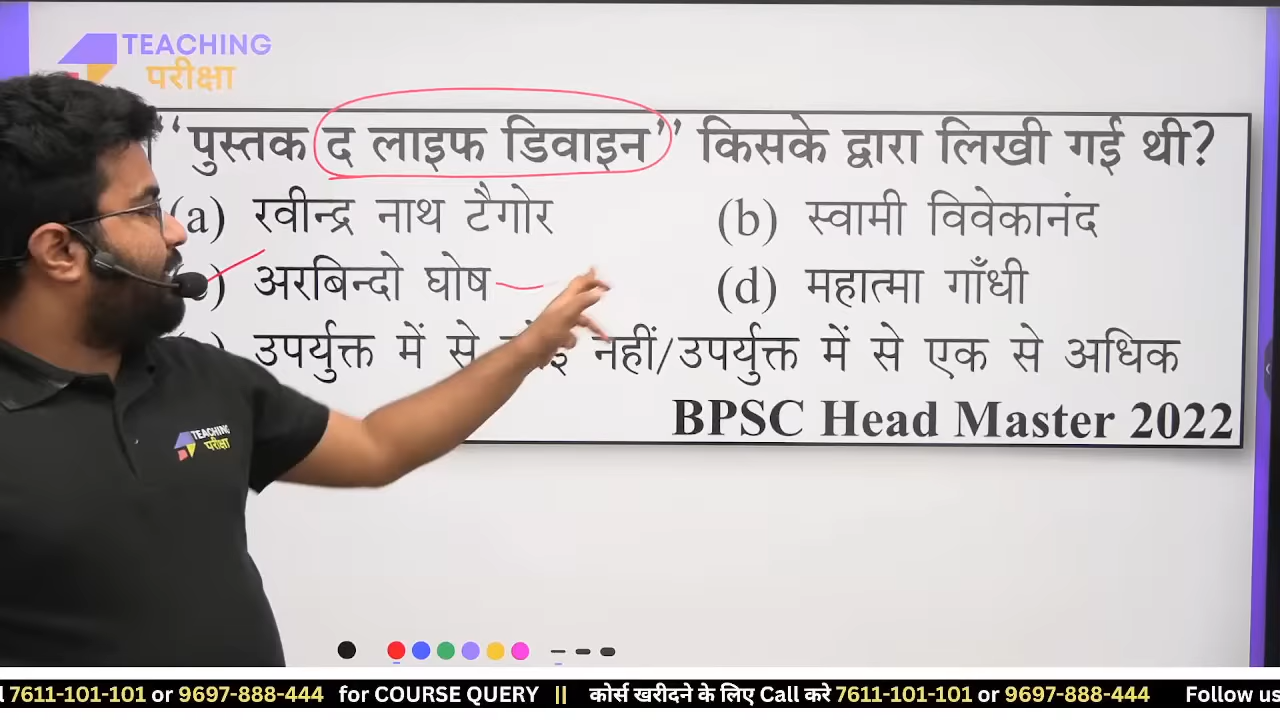 TEACHING
परीक्षा
“पुस्तक द लाइफ डिवाइन” किसके द्वारा लिखी गई थी?
(a) रवीन्द्र नाथ टैगोर (b) स्वामी विवेकानंद
अरबिन्दो घोष (d) महात्मा गाँधी
उपर्युक्त में से नहीं/उपर्युक्त में से एक से अधिक
BPSC Head Master 2022
TEACHING
परीक्षा
7611-101-101 or 9697-888-444 for COURSE QUERY || कोर्स खरीदने के लिए Call करे 7611-101-101 or 9697-888-444 Follow us